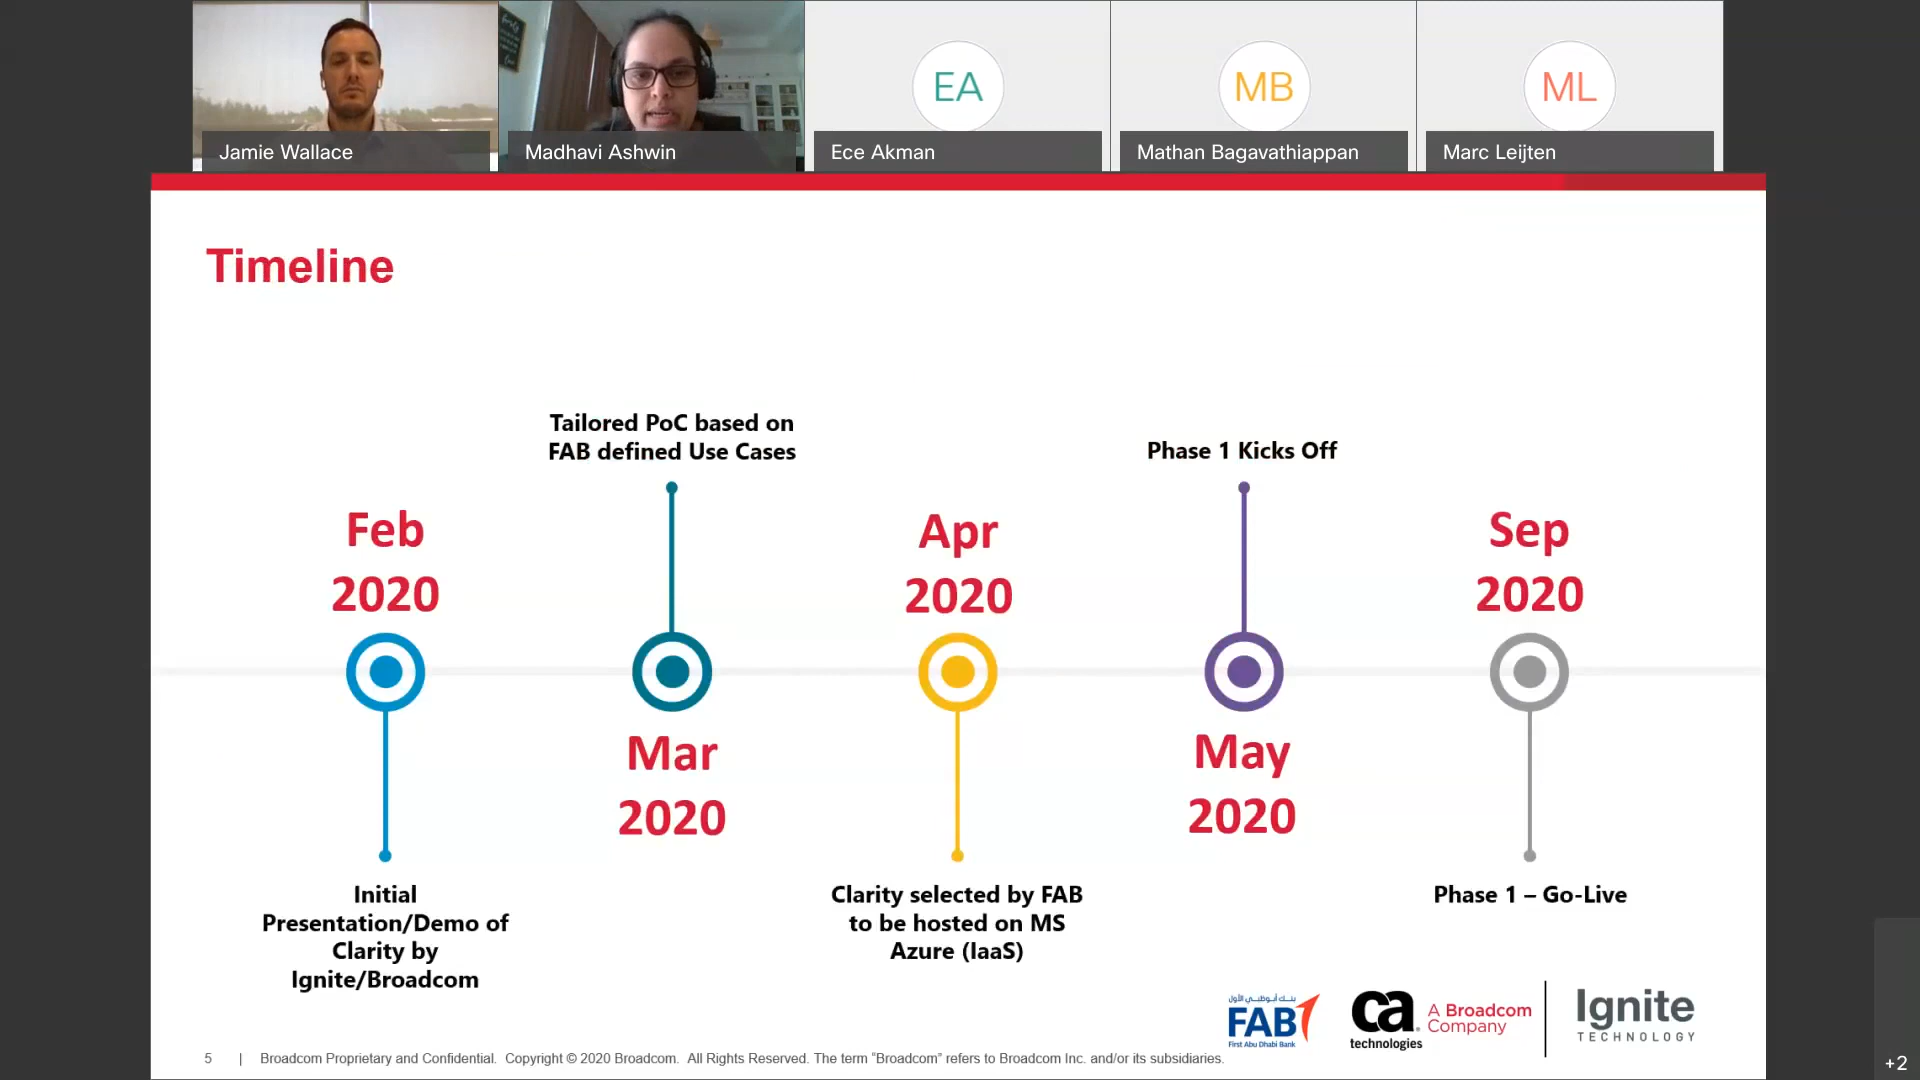 EA
MB
ML
Jamie Wallace
Madhavi Ashwin
Ece Akman
Mathan Bagavathiappan
Marc Leijten
Timeline
Tailored PoC based on
FAB defined Use Cases
Phase 1 Kicks Off
Feb
2020
Apr
2020
Sep
2020
Mar
2020
May
2020
Initial
Presentation/Demo of
Clarity by
Ignite/Broadcom
Clarity selected by FAB
to be hosted on MS
Azure (IaaS)
Phase 1 – Go-Live
بنك أبوظبي الأول
FAB
First Abu Dhabi Bank
ca
technologies
A Broadcom
Company
Ignite
TECHNOLOGY
5 | Broadcom Proprietary and Confidential. Copyright © 2020 Broadcom. All Rights Reserved. The term “Broadcom” refers to Broadcom Inc. and/or its subsidiaries.
+2